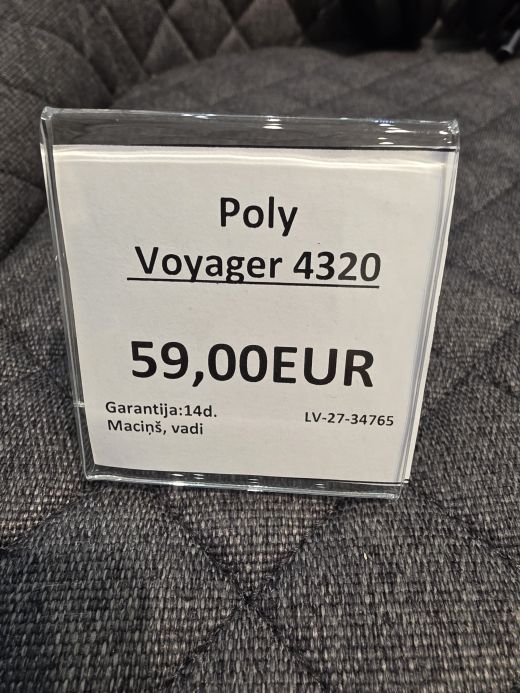 Poly
Voyager 4320
59,00EUR
Garantija:14d.
LV-27-34765
Maciņš, vadi